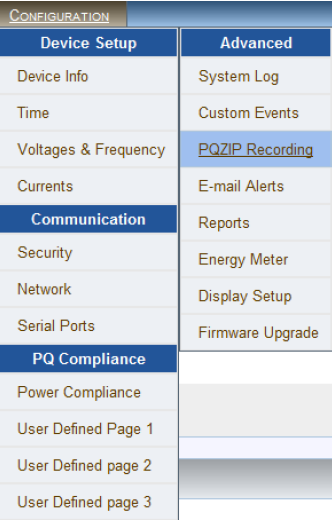 CONFIGURATION
Device Setup
Device Info
Time
Voltages & Frequency
Currents
Communication
Security
Network
Serial Ports
PQ Compliance
Power Compliance
User Defined Page 1
User Defined page 2
User Defined page 3
Advanced
System Log
Custom Events
PQZIP Recording
E-mail Alerts
Reports
Energy Meter
Display Setup
Firmware Upgrade